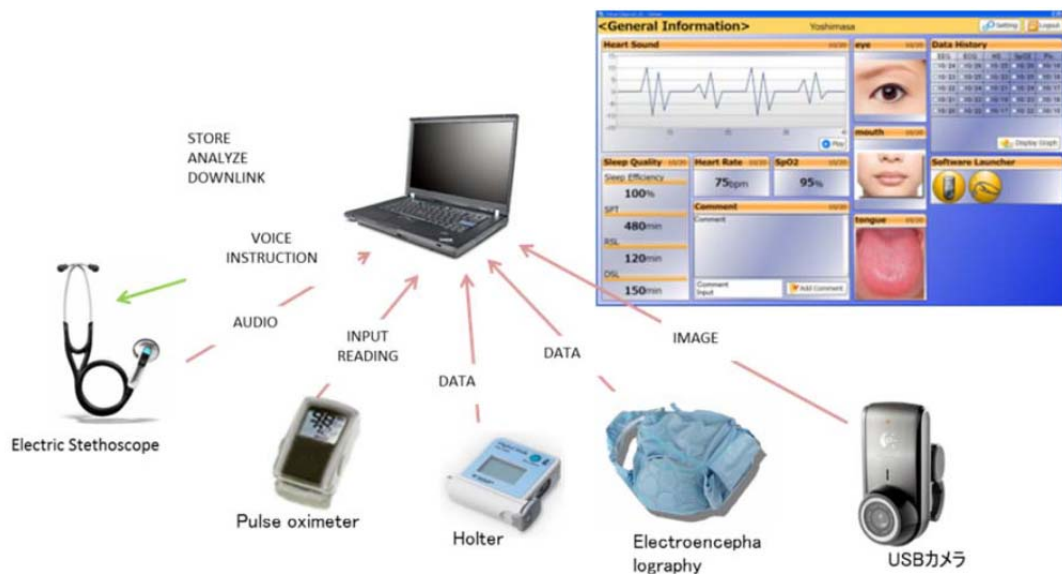 <General Information>
Yoshimasa
Setting
Logout
Heart Sound
eye
Data History
Play
mouth
Display Graph
Sleep Quality
Heart Rate
SpO2
Software Launcher
Sleep Efficiency
100%
75bpm
95%
SPT
480min
Comment
Comment
tongue
RSL
120min
DSL
150min
Comment
Input
Add Comment
STORE
ANALYZE
DOWNLINK
VOICE
INSTRUCTION
AUDIO
INPUT
READING
DATA
DATA
IMAGE
Electric Stethoscope
Pulse oximeter
Holter
Electroencepha
lography
USBカメラ